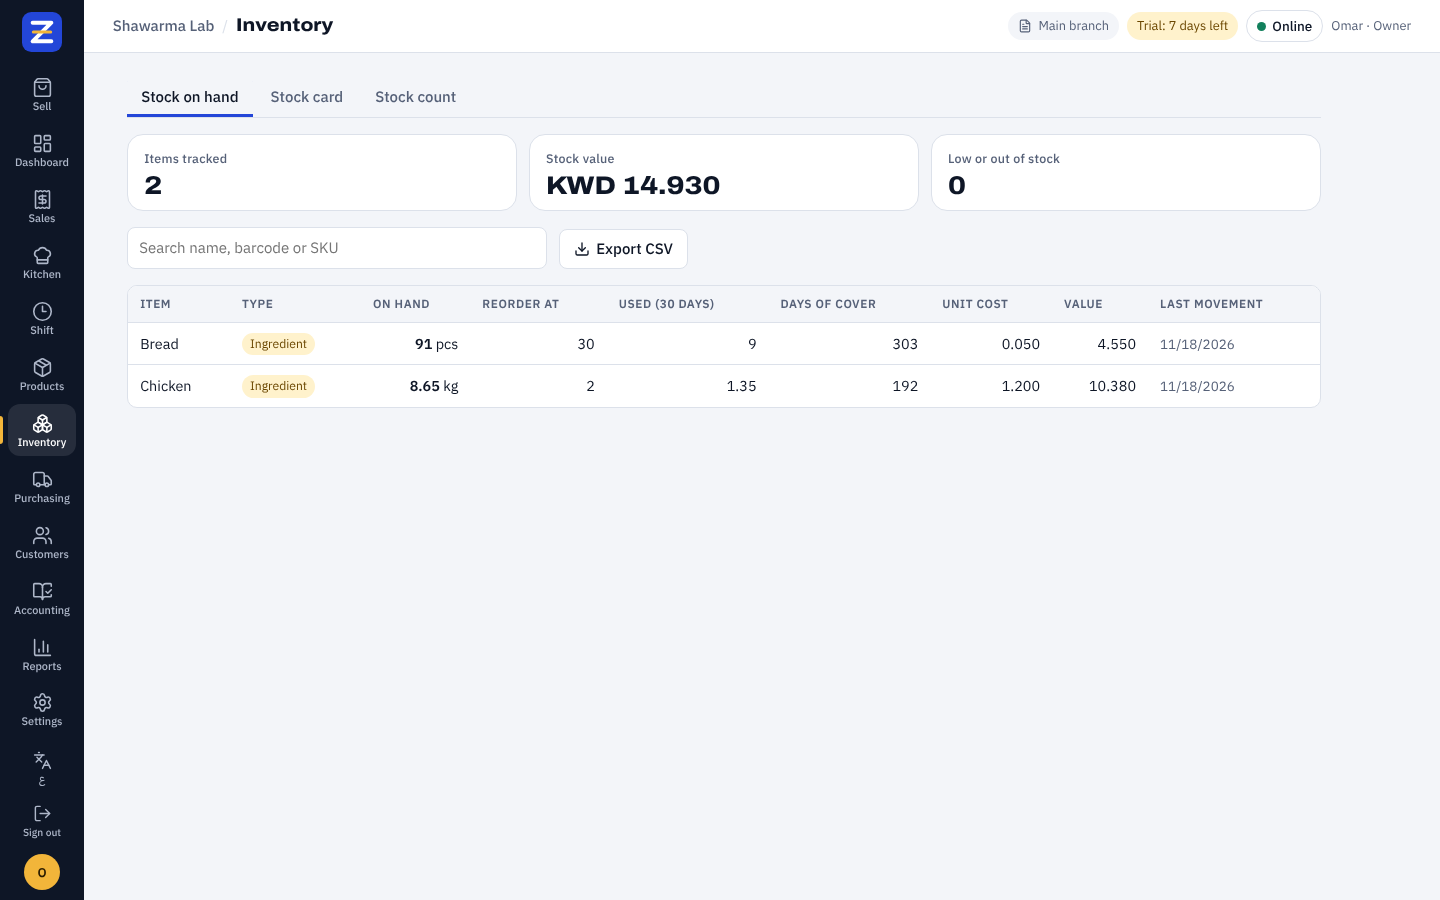 Shawarma Lab / Inventory
Main branch
Trial: 7 days left
Online
Omar · Owner
Sell
Dashboard
Sales
Kitchen
Shift
Products
Inventory
Purchasing
Customers
Accounting
Reports
Settings
ع
Sign out
O
Stock on hand
Stock card
Stock count
Items tracked
2
Stock value
KWD 14.930
Low or out of stock
0
Search name, barcode or SKU
Export CSV
ITEM TYPE ON HAND REORDER AT USED (30 DAYS) DAYS OF COVER UNIT COST VALUE LAST MOVEMENT
Bread Ingredient 91 pcs 30 9 303 0.050 4.550 11/18/2026
Chicken Ingredient 8.65 kg 2 1.35 192 1.200 10.380 11/18/2026